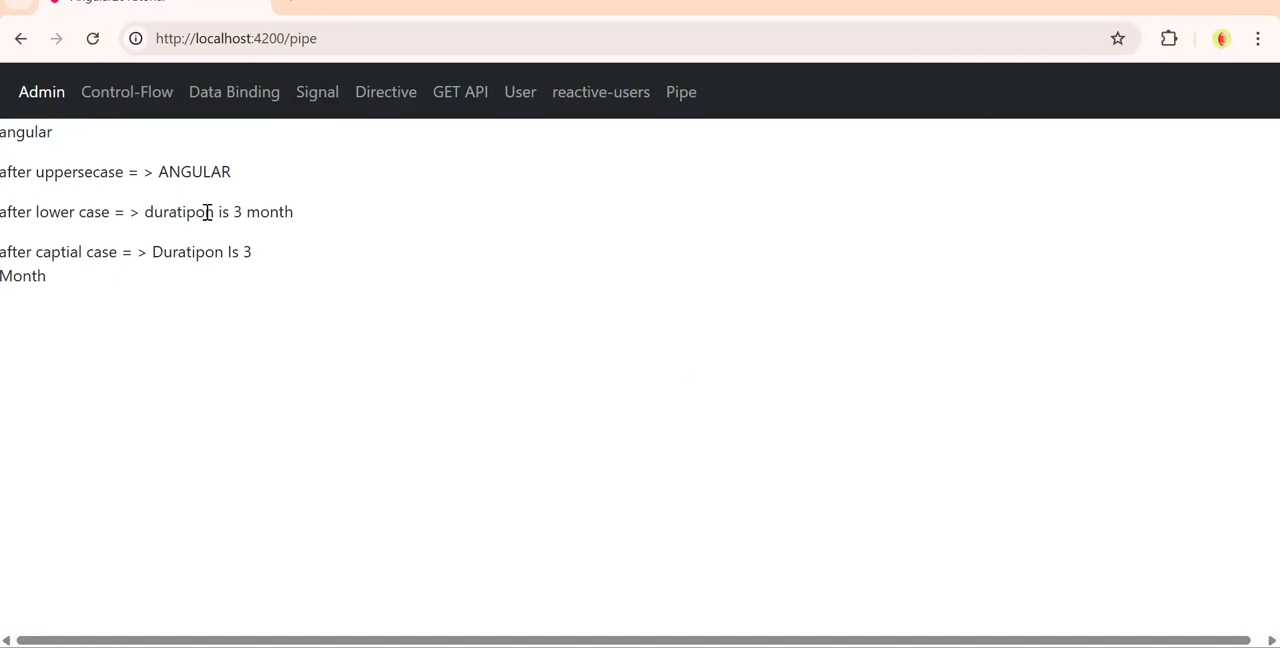 http://localhost:4200/pipe
Admin Control-Flow Data Binding Signal Directive GET API User reactive-users Pipe
angular
after uppersecase = > ANGULAR
after lower case = > duratipon is 3 month
after captial case = > Duratipon Is 3
Month